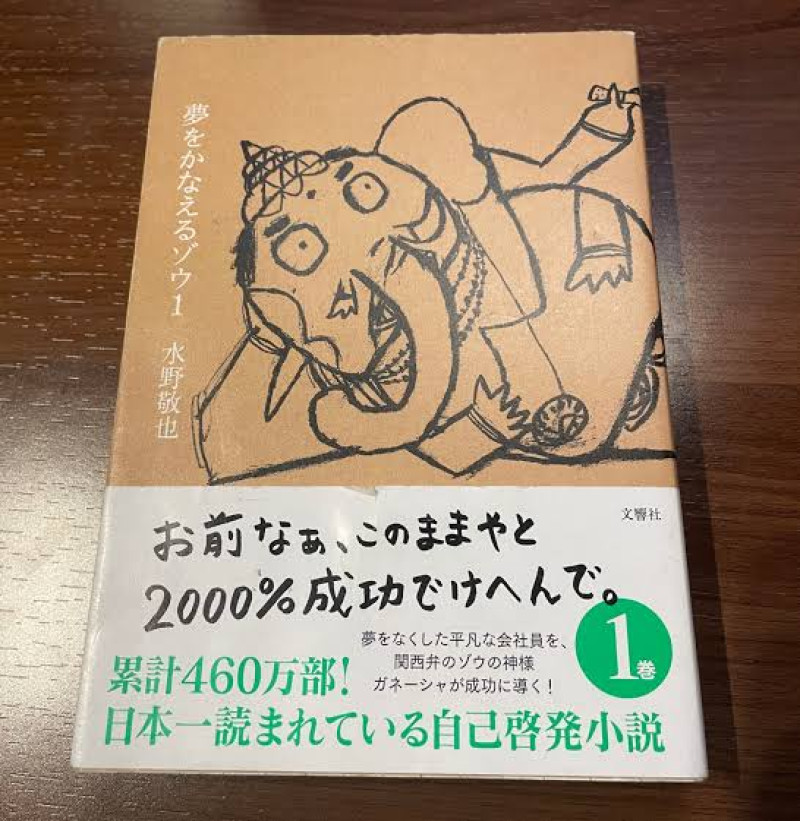 夢をかなえるゾウ1
水野敬也
文響社
お前なぁ、このままやと
2000%成功でけへんで。
夢をなくした平凡な会社員を、
関西弁のゾウの神様
ガネーシャが成功に導く!
1巻
累計460万部!
日本一読まれている自己啓発小説